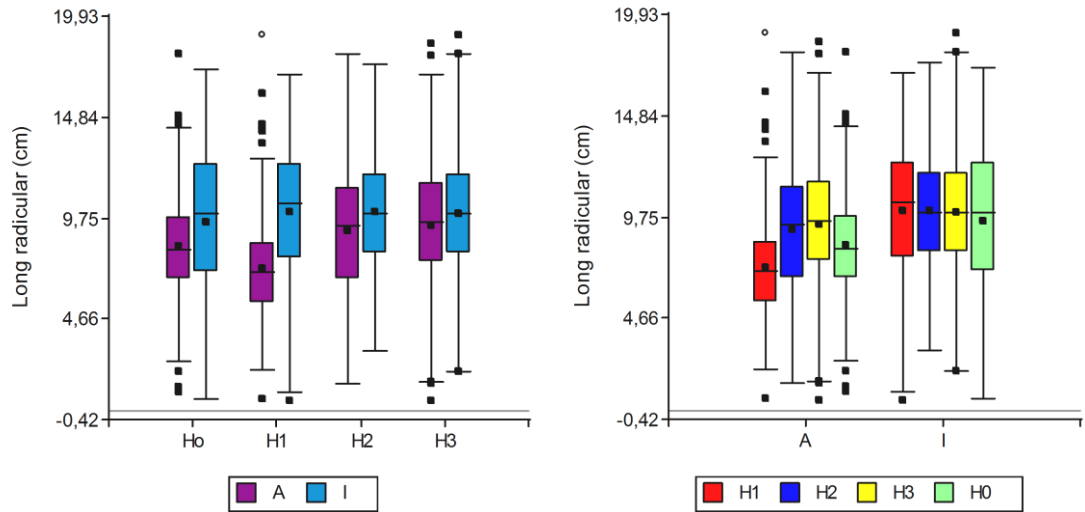 19,93
14,84
9,75
4,66
-0,42
Long radicular (cm)
Ho H1 H2 H3
A I
19,93
14,84
9,75
4,66
-0,42
Long radicular (cm)
A I
H1 H2 H3 H0